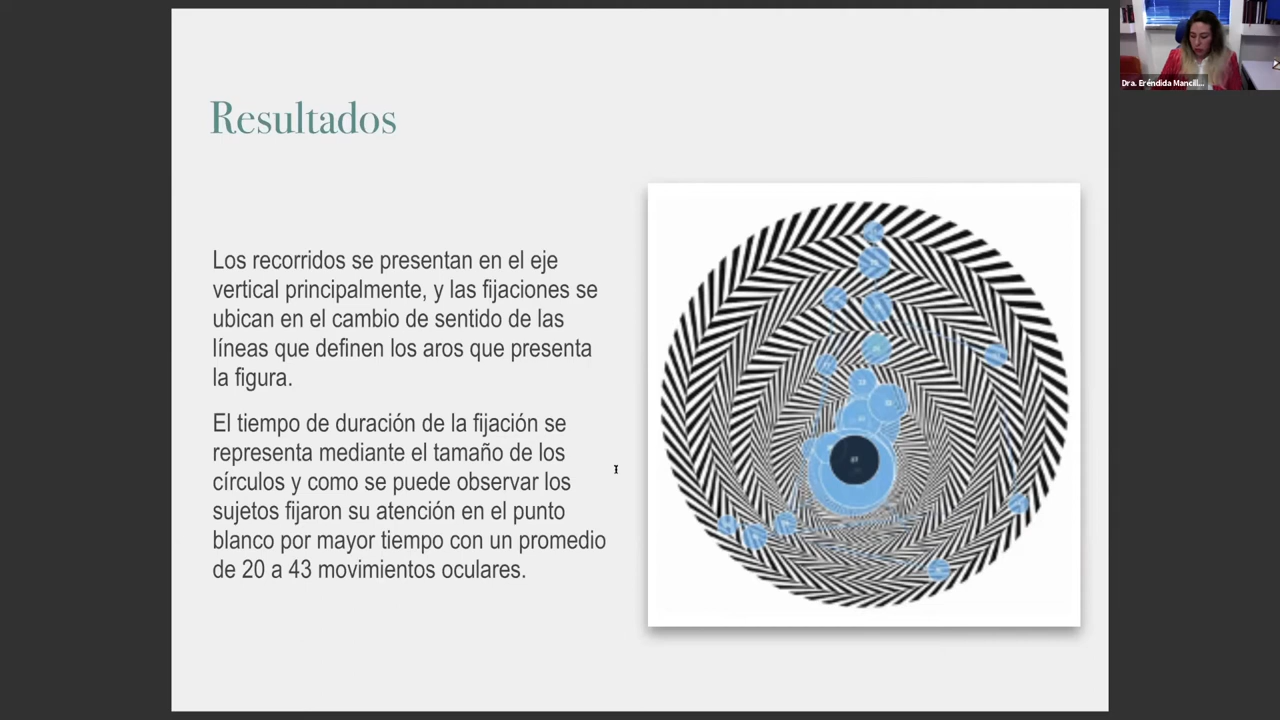 Resultados
Los recorridos se presentan en el eje
vertical principalmente, y las fijaciones se
ubican en el cambio de sentido de las
líneas que definen los aros que presenta
la figura.
El tiempo de duración de la fijación se
representa mediante el tamaño de los
círculos y como se puede observar los
sujetos fijaron su atención en el punto
blanco por mayor tiempo con un promedio
de 20 a 43 movimientos oculares.
Dra. Eréndida Mancill...